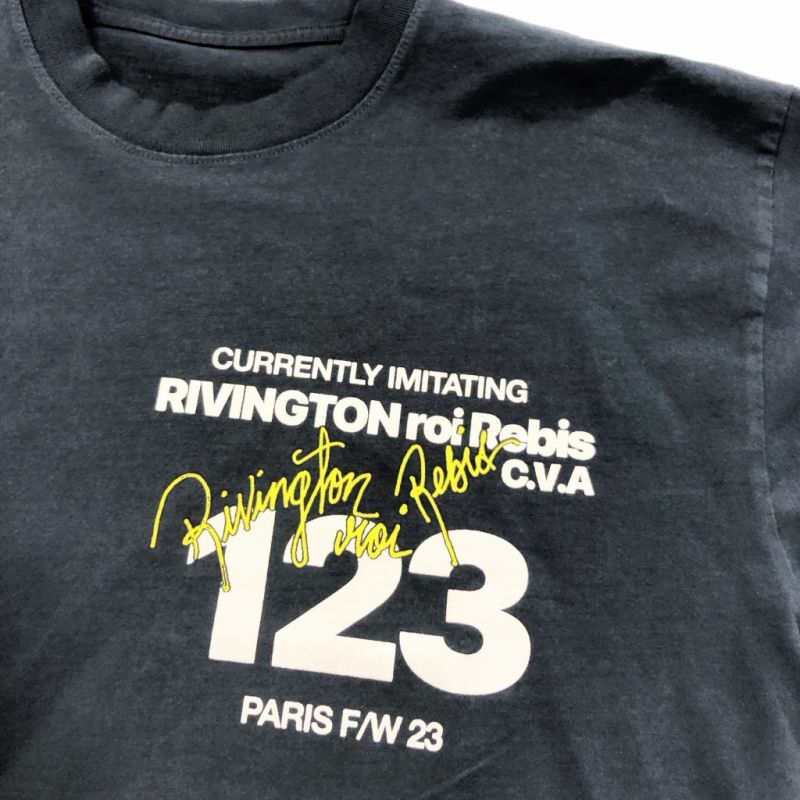 CURRENTLY IMITATING
RIVINGTON roi Rebis
C.V.A
Rivington
roi Rebis
123
PARIS F/W 23